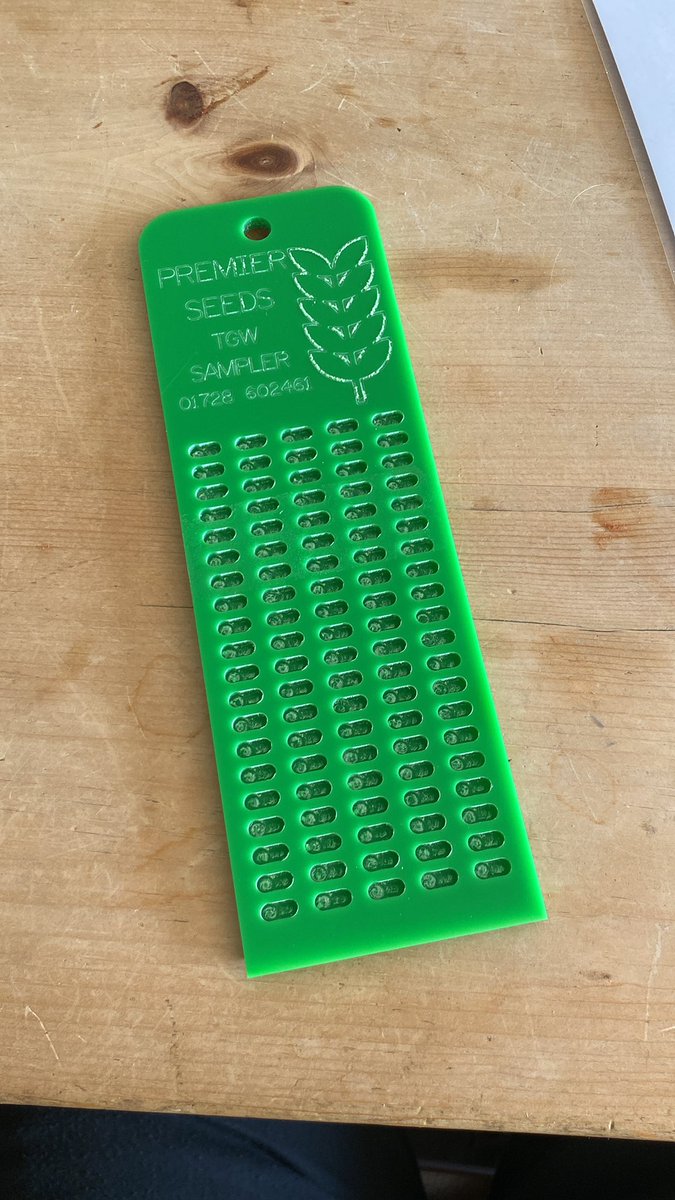 PREMIER
SEEDS
TGW
SAMPLER
01728 602461